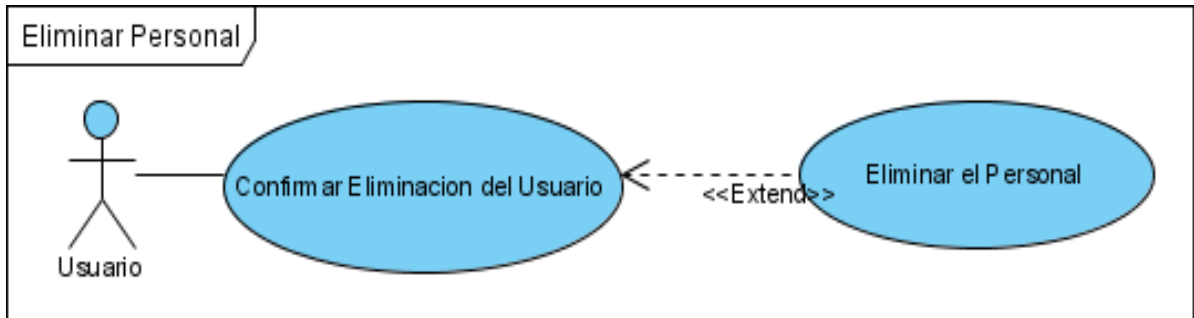 Eliminar Personal
Confirmar Eliminacion del Usuario
Eliminar el Personal
<<Extend>>
Usuario